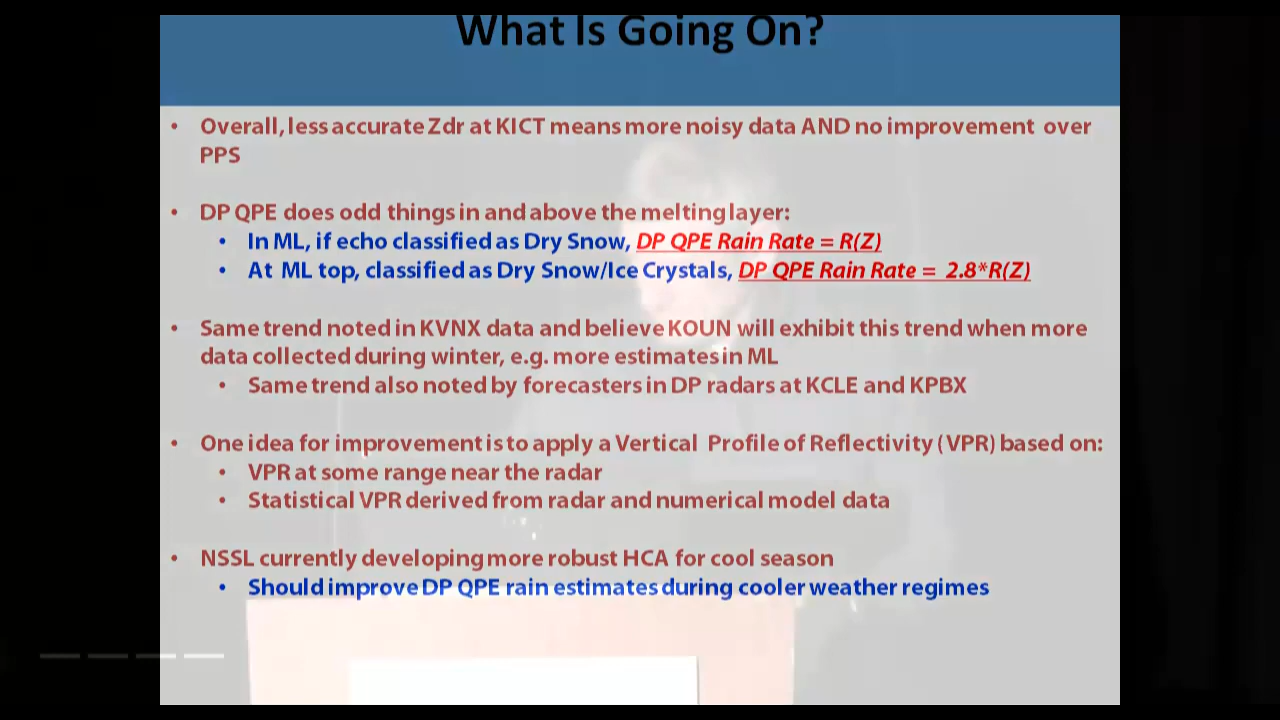 What Is Going On?
• Overall, less accurate Zdr at KICT means more noisy data AND no improvement over
PPS
• DP QPE does odd things in and above the melting layer:
• In ML, if echo classified as Dry Snow, DP QPE Rain Rate = R(Z)
• At ML top, classified as Dry Snow/Ice Crystals, DP QPE Rain Rate = 2.8*R(Z)
• Same trend noted in KVNX data and believe KOUN will exhibit this trend when more
data collected during winter, e.g. more estimates in ML
• Same trend also noted by forecasters in DP radars at KCLE and KPBX
• One idea for improvement is to apply a Vertical Profile of Reflectivity (VPR) based on:
• VPR at some range near the radar
• Statistical VPR derived from radar and numerical model data
• NSSL currently developing more robust HCA for cool season
• Should improve DP QPE rain estimates during cooler weather regimes